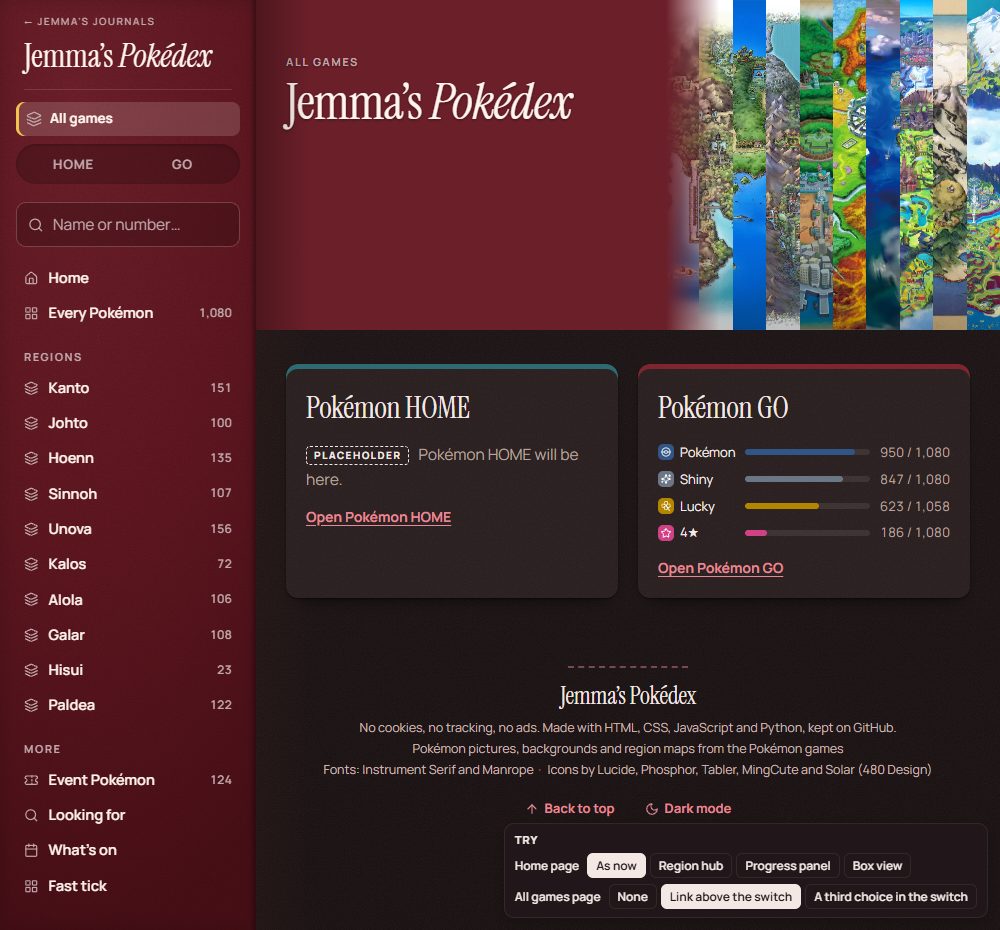 ← JEMMA'S JOURNALS
Jemma's Pokédex
All games
HOME GO
Name or number...
Home
Every Pokémon 1,080
REGIONS
Kanto 151
Johto 100
Hoenn 135
Sinnoh 107
Unova 156
Kalos 72
Alola 106
Galar 108
Hisui 23
Paldea 122
MORE
Event Pokémon 124
Looking for
What's on
Fast tick
ALL GAMES
Jemma's Pokédex
Pokémon HOME
PLACEHOLDER Pokémon HOME will be
here.
Open Pokémon HOME
Pokémon GO
Pokémon 950 / 1,080
Shiny 847 / 1,080
Lucky 623 / 1,058
4★ 186 / 1,080
Open Pokémon GO
Jemma's Pokédex
No cookies, no tracking, no ads. Made with HTML, CSS, JavaScript and Python, kept on GitHub.
Pokémon pictures, backgrounds and region maps from the Pokémon games
Fonts: Instrument Serif and Manrope · Icons by Lucide, Phosphor, Tabler, MingCute and Solar (480 Design)
↑ Back to top Dark mode
TRY
Home page As now Region hub Progress panel Box view
All games page None Link above the switch A third choice in the switch